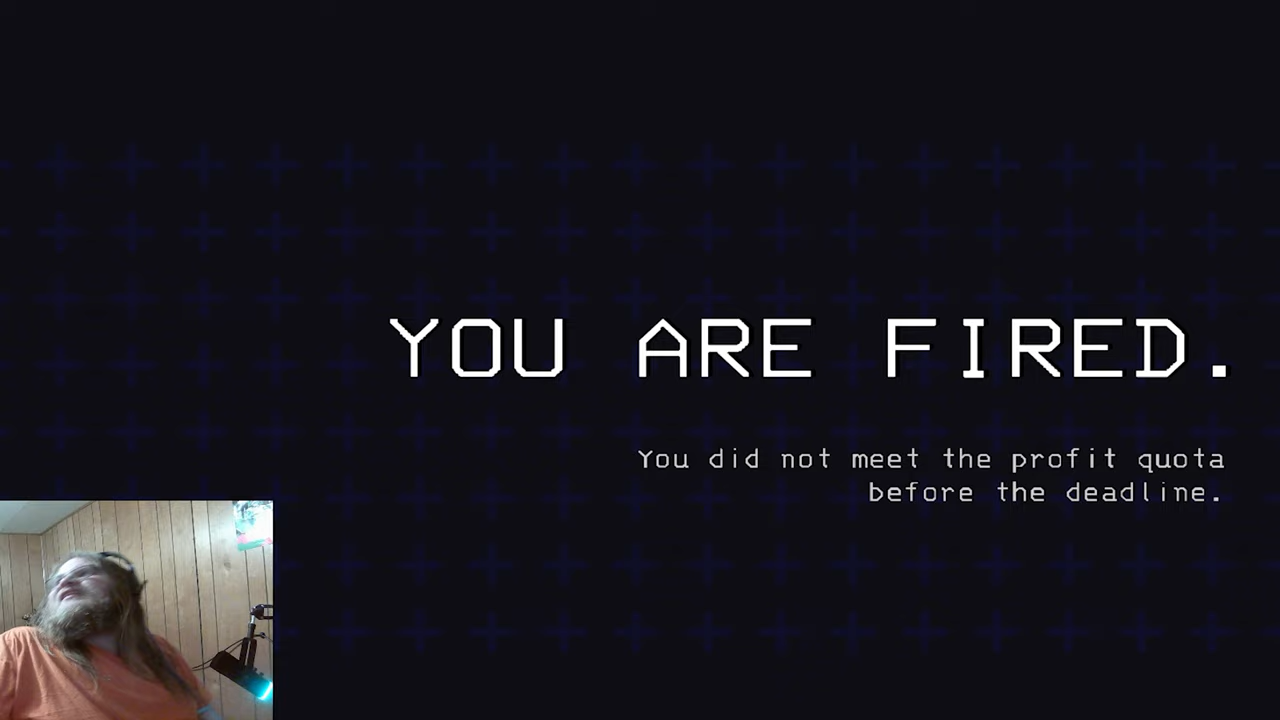 YOU ARE FIRED.
You did not meet the profit quota
before the deadline.